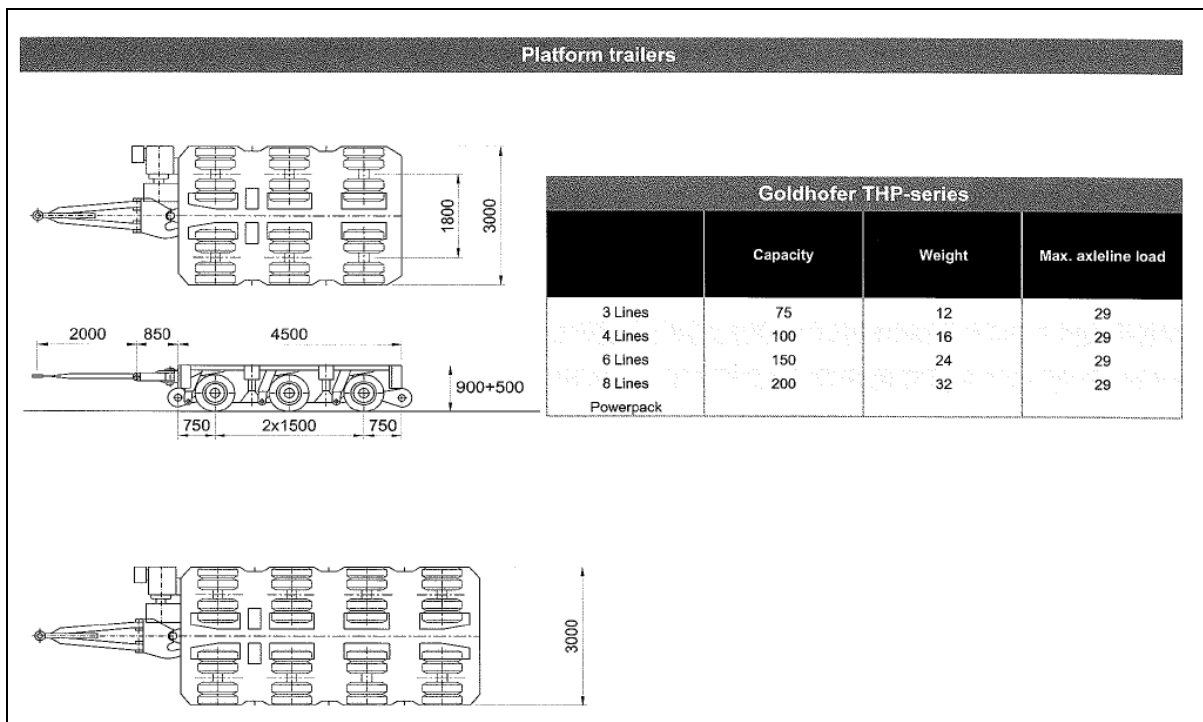 Platform trailers
1800
3000
2000 850 4500
900+500
750 2x1500 750
Goldhofer THP-series
Capacity Weight Max. axleline load
3 Lines 75 12 29
4 Lines 100 16 29
6 Lines 150 24 29
8 Lines 200 32 29
Powerpack
3000